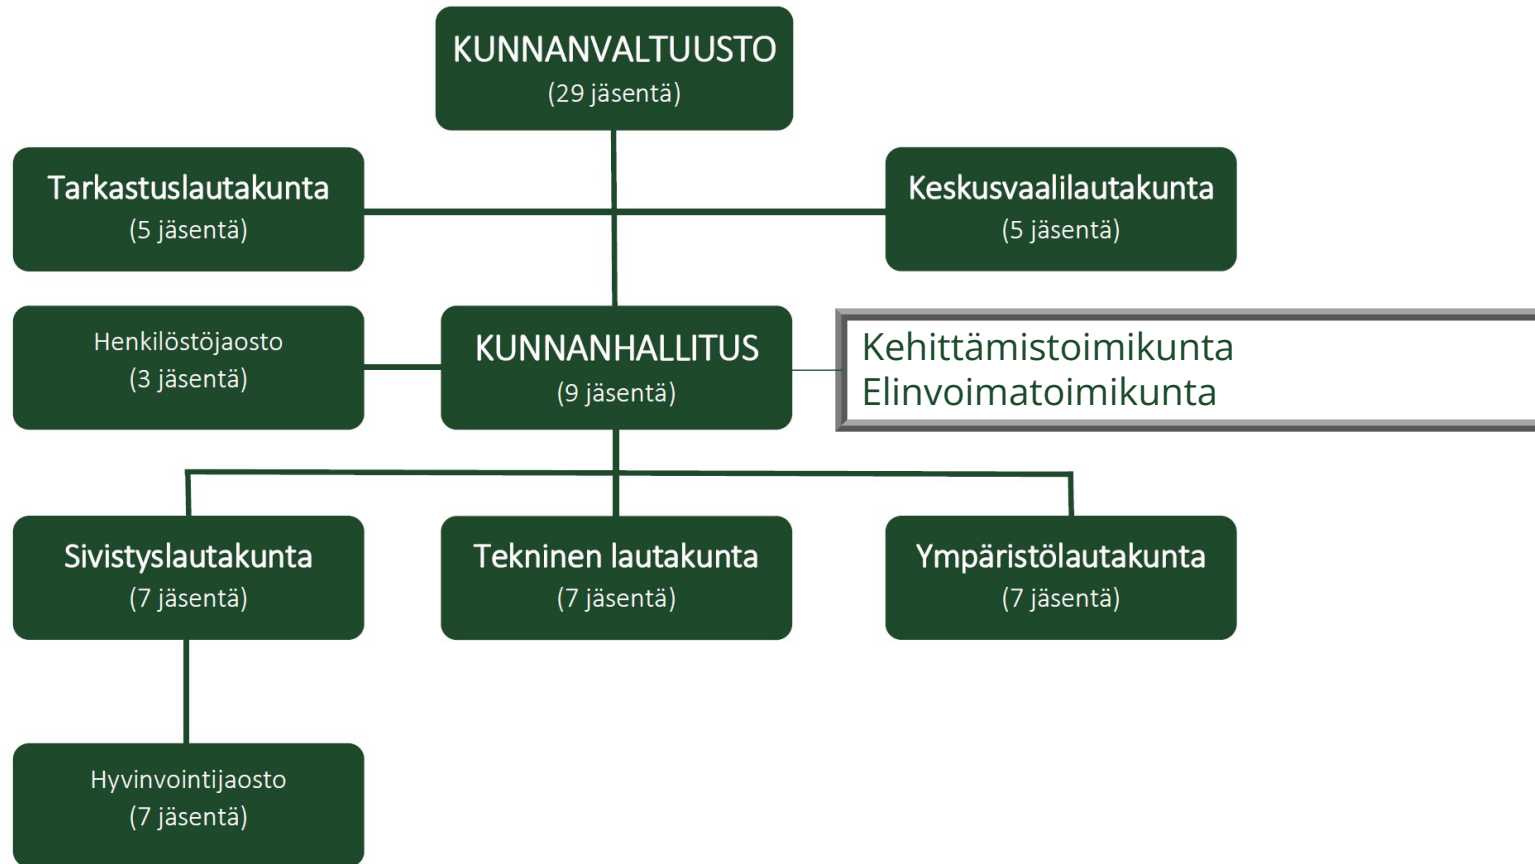 KUNNANVALTUUSTO
(29 jäsentä)
Tarkastuslautakunta
(5 jäsentä)
Keskusvaalilautakunta
(5 jäsentä)
Henkilöstöjaosto
(3 jäsentä)
KUNNANHALLITUS
(9 jäsentä)
Kehittämistoimikunta
Elinvoimatoimikunta
Sivistyslautakunta
(7 jäsentä)
Tekninen lautakunta
(7 jäsentä)
Ympäristölautakunta
(7 jäsentä)
Hyvinvointijaosto
(7 jäsentä)